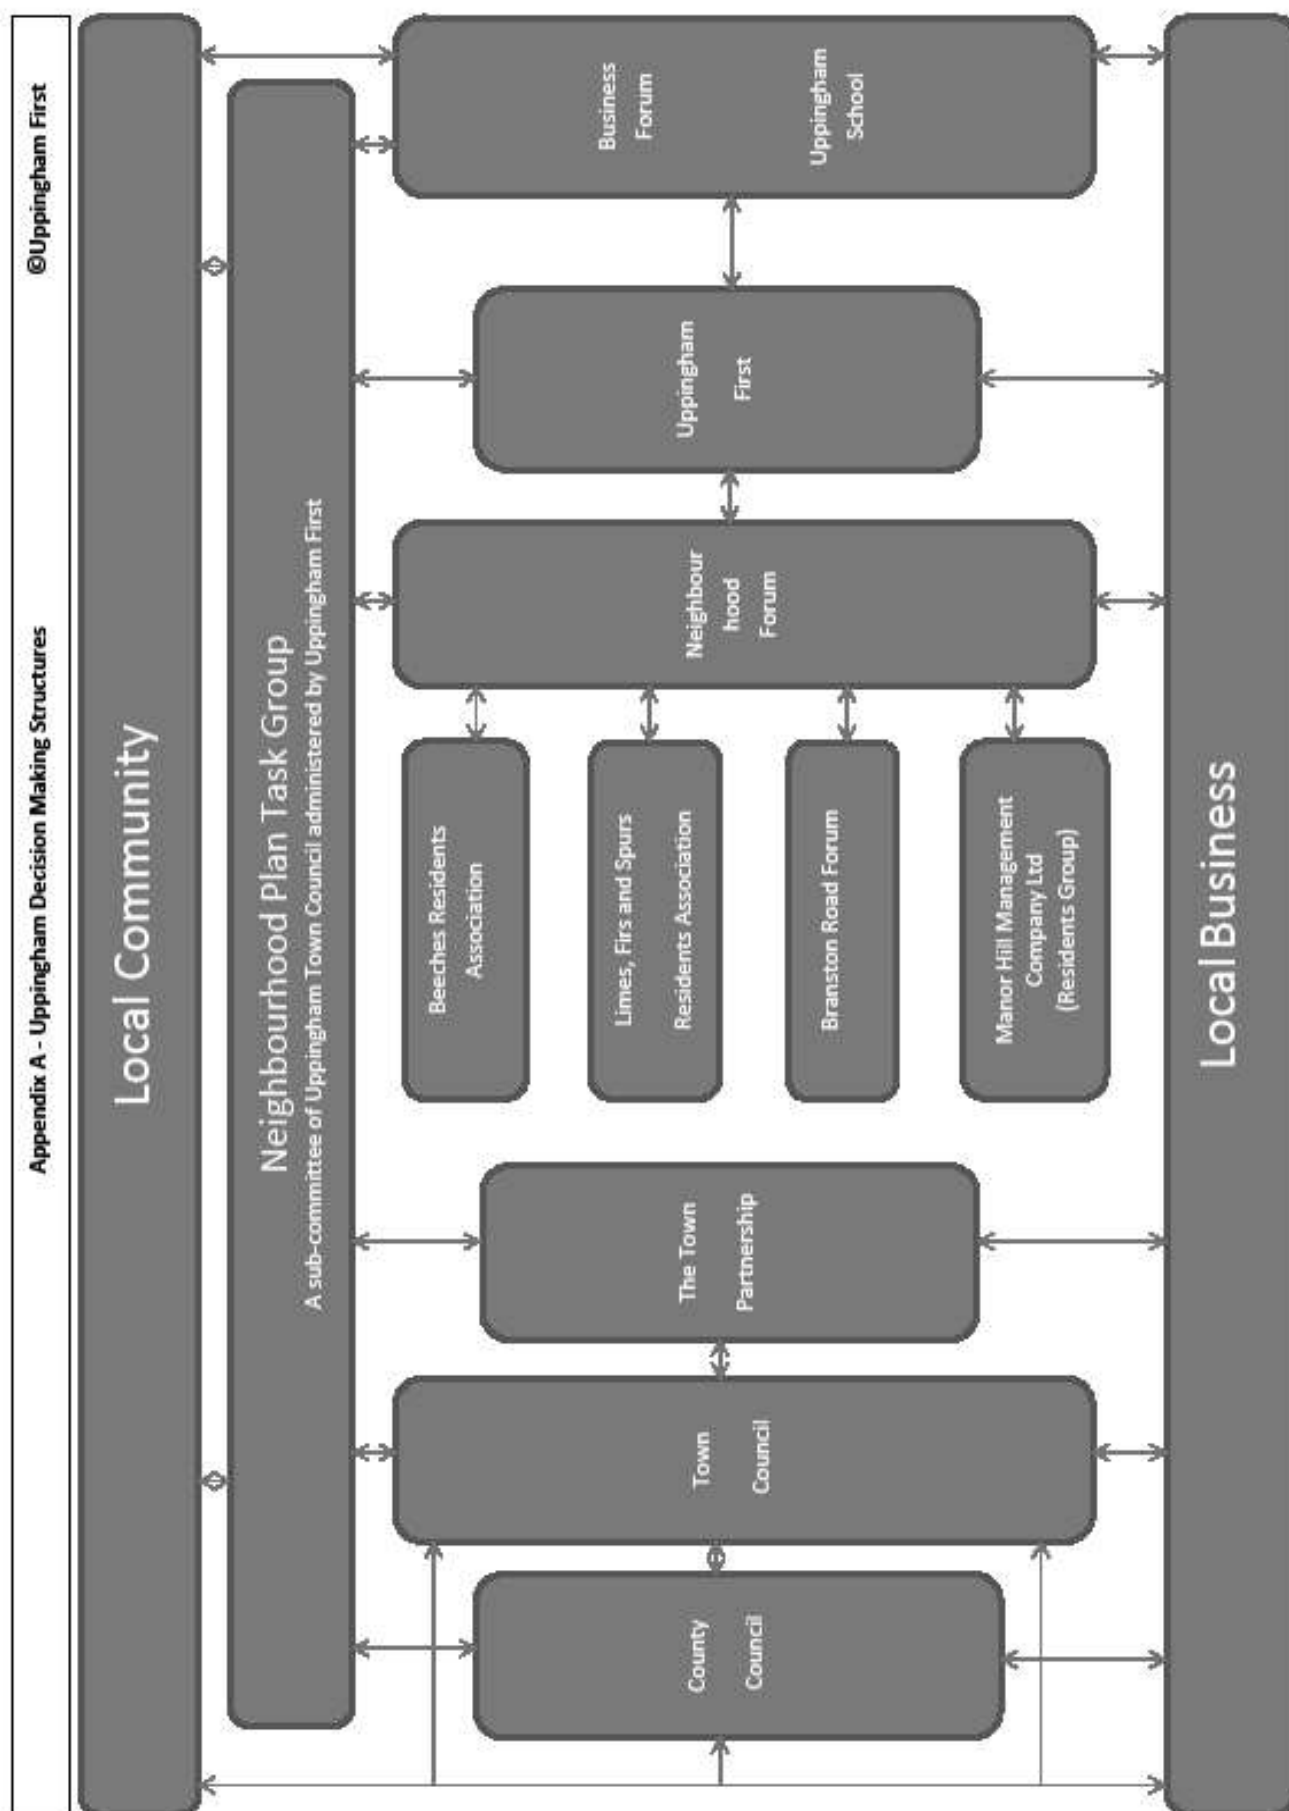 Appendix A - Uppingham Decision Making Structures
©Uppingham First
Local Community
Neighbourhood Plan Task Group
A sub-committee of Uppingham Town Council administered by Uppingham First
County
Council
Town
Council
The Town
Partnership
Beeches Residents
Association
Limes, Firs and Spurs
Residents Association
Branston Road Forum
Manor Hill Management
Company Ltd
(Residents Group)
Neighbour
hood
Forum
Uppingham
First
Business
Forum
Uppingham
School
Local Business